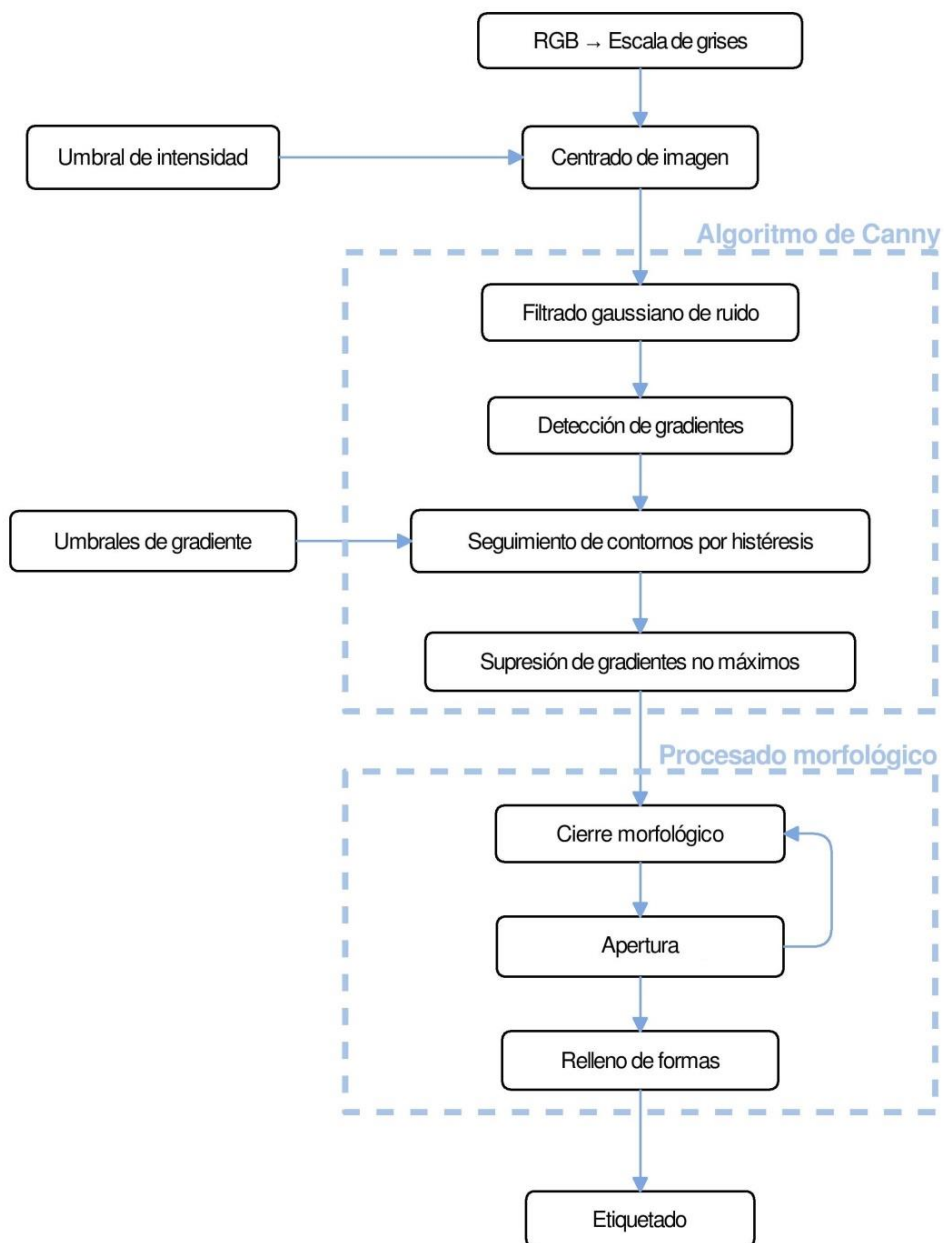 RGB → Escala de grises
Umbral de intensidad
Centrado de imagen
Algoritmo de Canny
Filtrado gaussiano de ruido
Detección de gradientes
Umbrales de gradiente
Seguimiento de contornos por histéresis
Supresión de gradientes no máximos
Procesado morfológico
Cierre morfológico
Apertura
Relleno de formas
Etiquetado